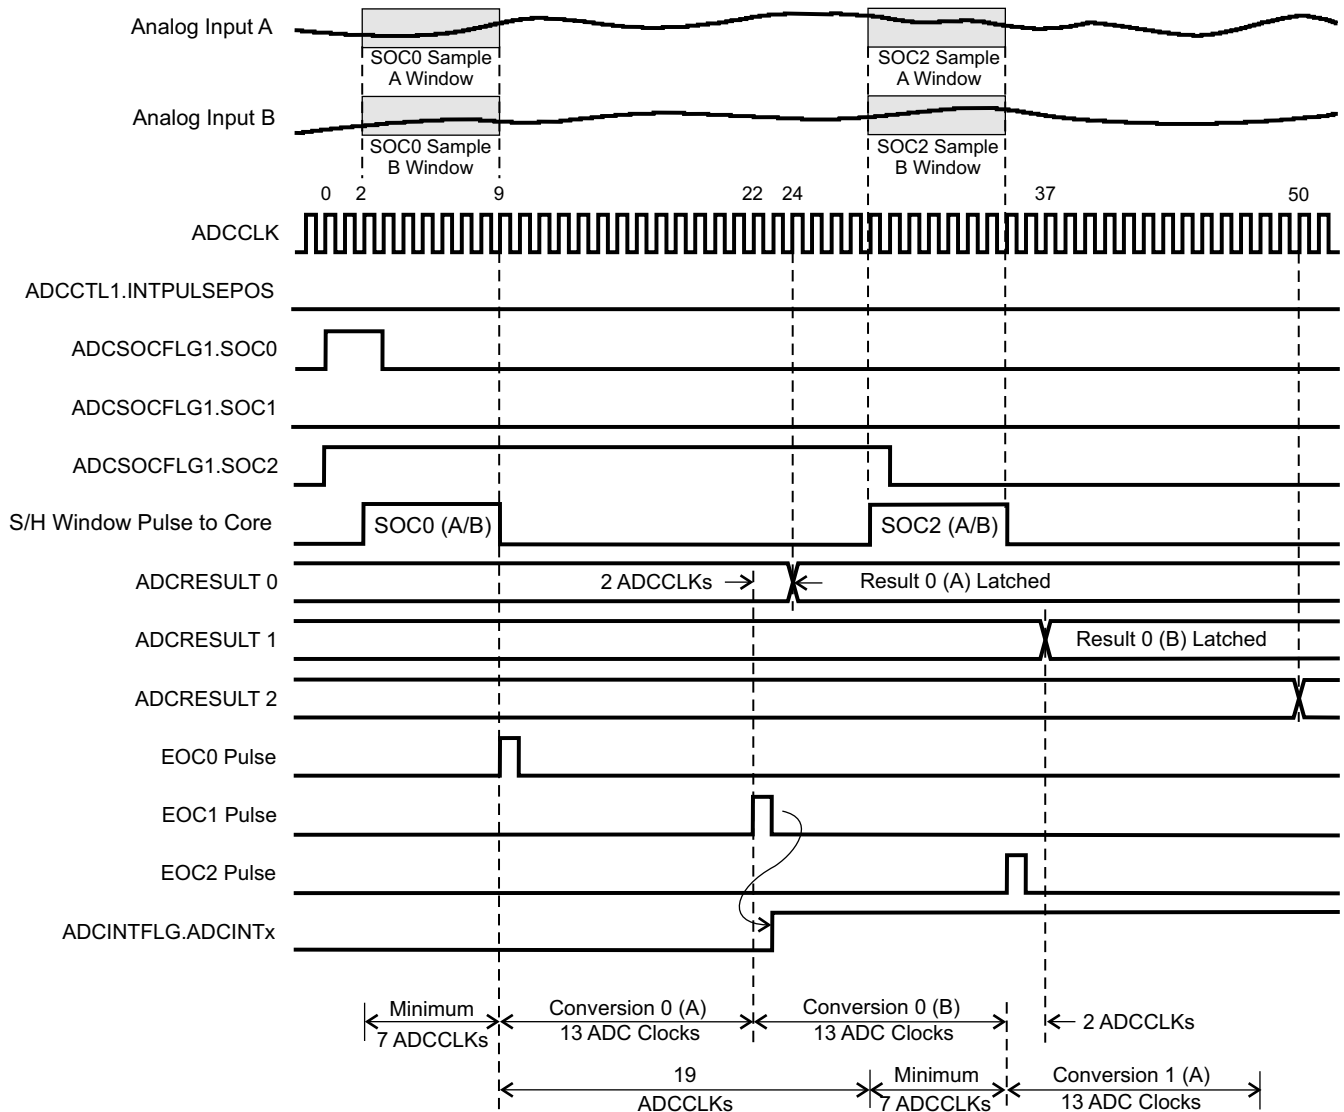 Analog Input A
SOC0 Sample
A Window
SOC2 Sample
A Window
Analog Input B
SOC0 Sample
B Window
SOC2 Sample
B Window
0 2 9 22 24 37 50
ADCCLK
ADCCTL1.INTPULSEPOS
ADCSOCFLG1.SOC0
ADCSOCFLG1.SOC1
ADCSOCFLG1.SOC2
S/H Window Pulse to Core
SOC0 (A/B)
SOC2 (A/B)
ADCRESULT 0
2 ADCCLKs
Result 0 (A) Latched
ADCRESULT 1
Result 0 (B) Latched
ADCRESULT 2
EOC0 Pulse
EOC1 Pulse
EOC2 Pulse
ADCINTFLG.ADCINTx
Minimum
7 ADCCLKs
Conversion 0 (A)
13 ADC Clocks
Conversion 0 (B)
13 ADC Clocks
2 ADCCLKs
19
ADCCLKs
Minimum
7 ADCCLKs
Conversion 1 (A)
13 ADC Clocks